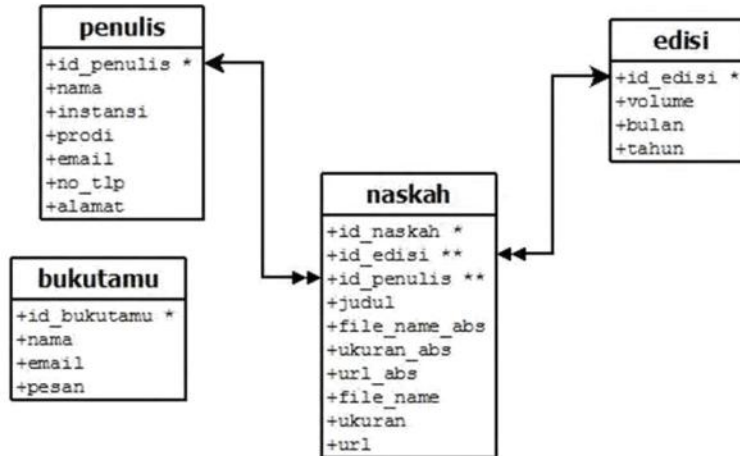 penulis
+id_penulis *
+nama
+instansi
+prodi
+email
+no_tlp
+alamat
edisi
+id_edisi *
+volume
+bulan
+tahun
naskah
+id_naskah *
+id_edisi **
+id_penulis **
+judul
+file_name_abs
+ukuran_abs
+url_abs
+file_name
+ukuran
+url
bukutamu
+id_bukutamu *
+nama
+email
+pesan